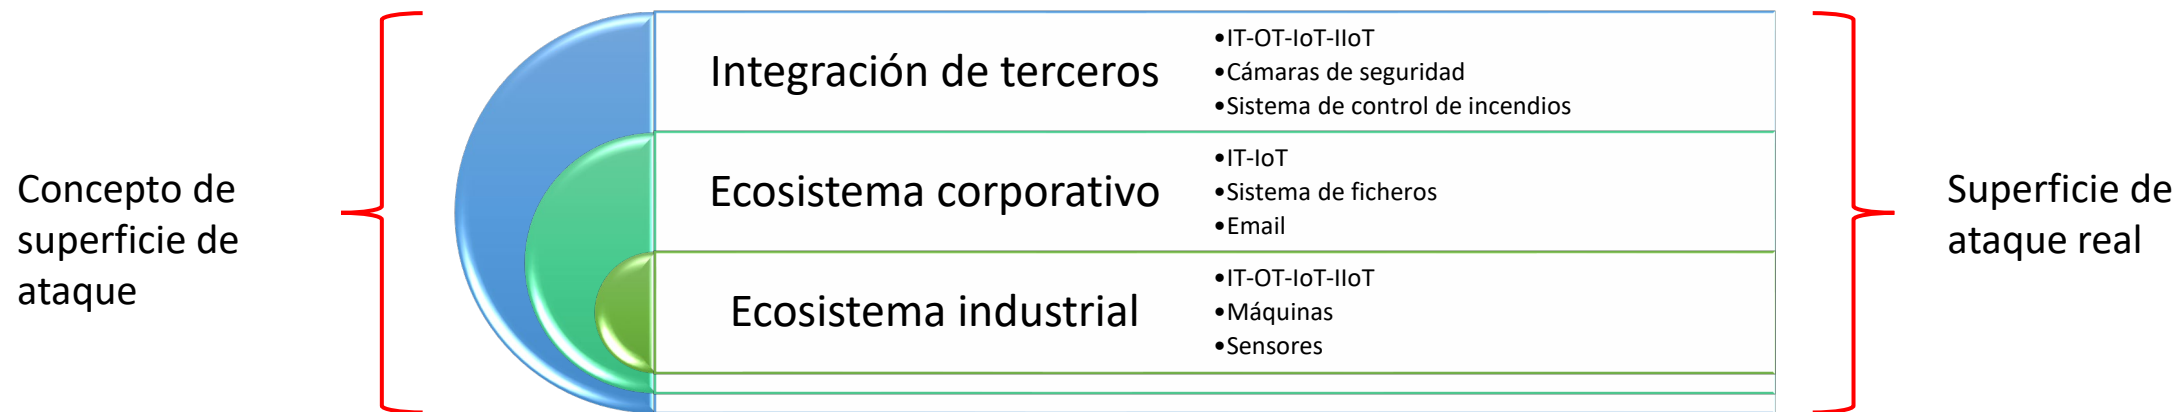 Concepto de
superficie de
ataque
Integración de terceros
•IT-OT-IoT-IIoT
•Cámaras de seguridad
•Sistema de control de incendios
Ecosistema corporativo
•IT-IoT
•Sistema de ficheros
•Email
Ecosistema industrial
•IT-OT-IoT-IIoT
•Máquinas
•Sensores
Superficie de
ataque real